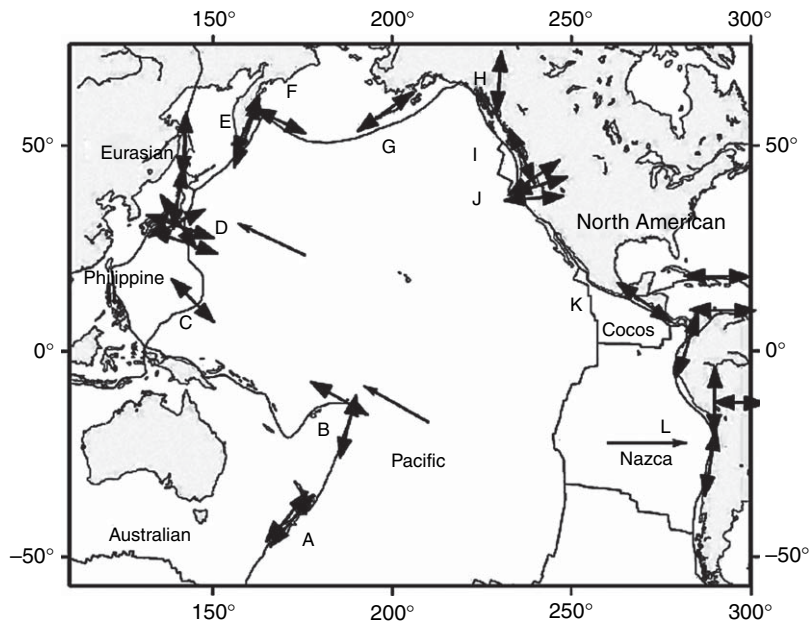 150° 200° 250° 300°
H
F
E
50° 50°
Eurasian G I
J
D North American
Philippine
C K
Cocos
0° 0°
B L
Pacific Nazca
Australian A
−50° −50°
150° 200° 250° 300°